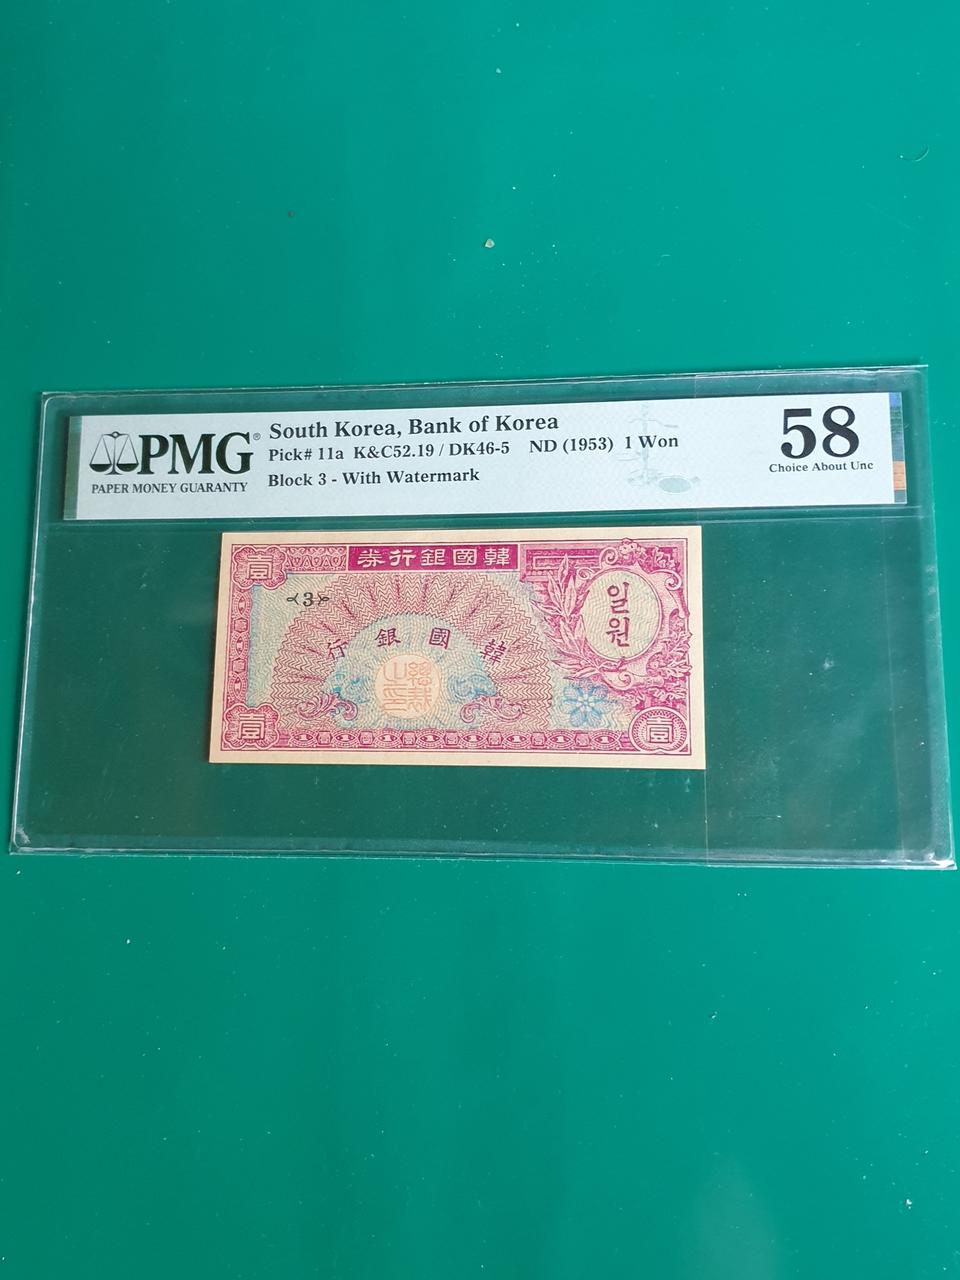 PMG®
PAPER MONEY GUARANTY
South Korea, Bank of Korea
Pick# 11a K&C52.19 / DK46-5 ND (1953) 1 Won
Block 3 - With Watermark
58
Choice About Unc
壹 券行銀國韓
3
일원
行銀國韓
壹 壹